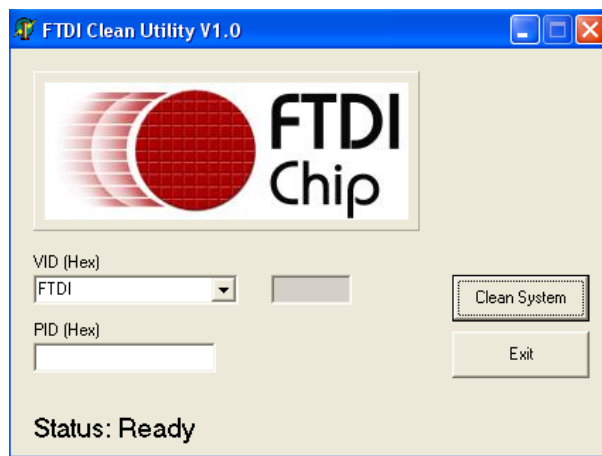 FTDI Clean Utility V1.0
FTDI
Chip
VID (Hex)
FTDI
Clean System
PID (Hex)
Exit
Status: Ready